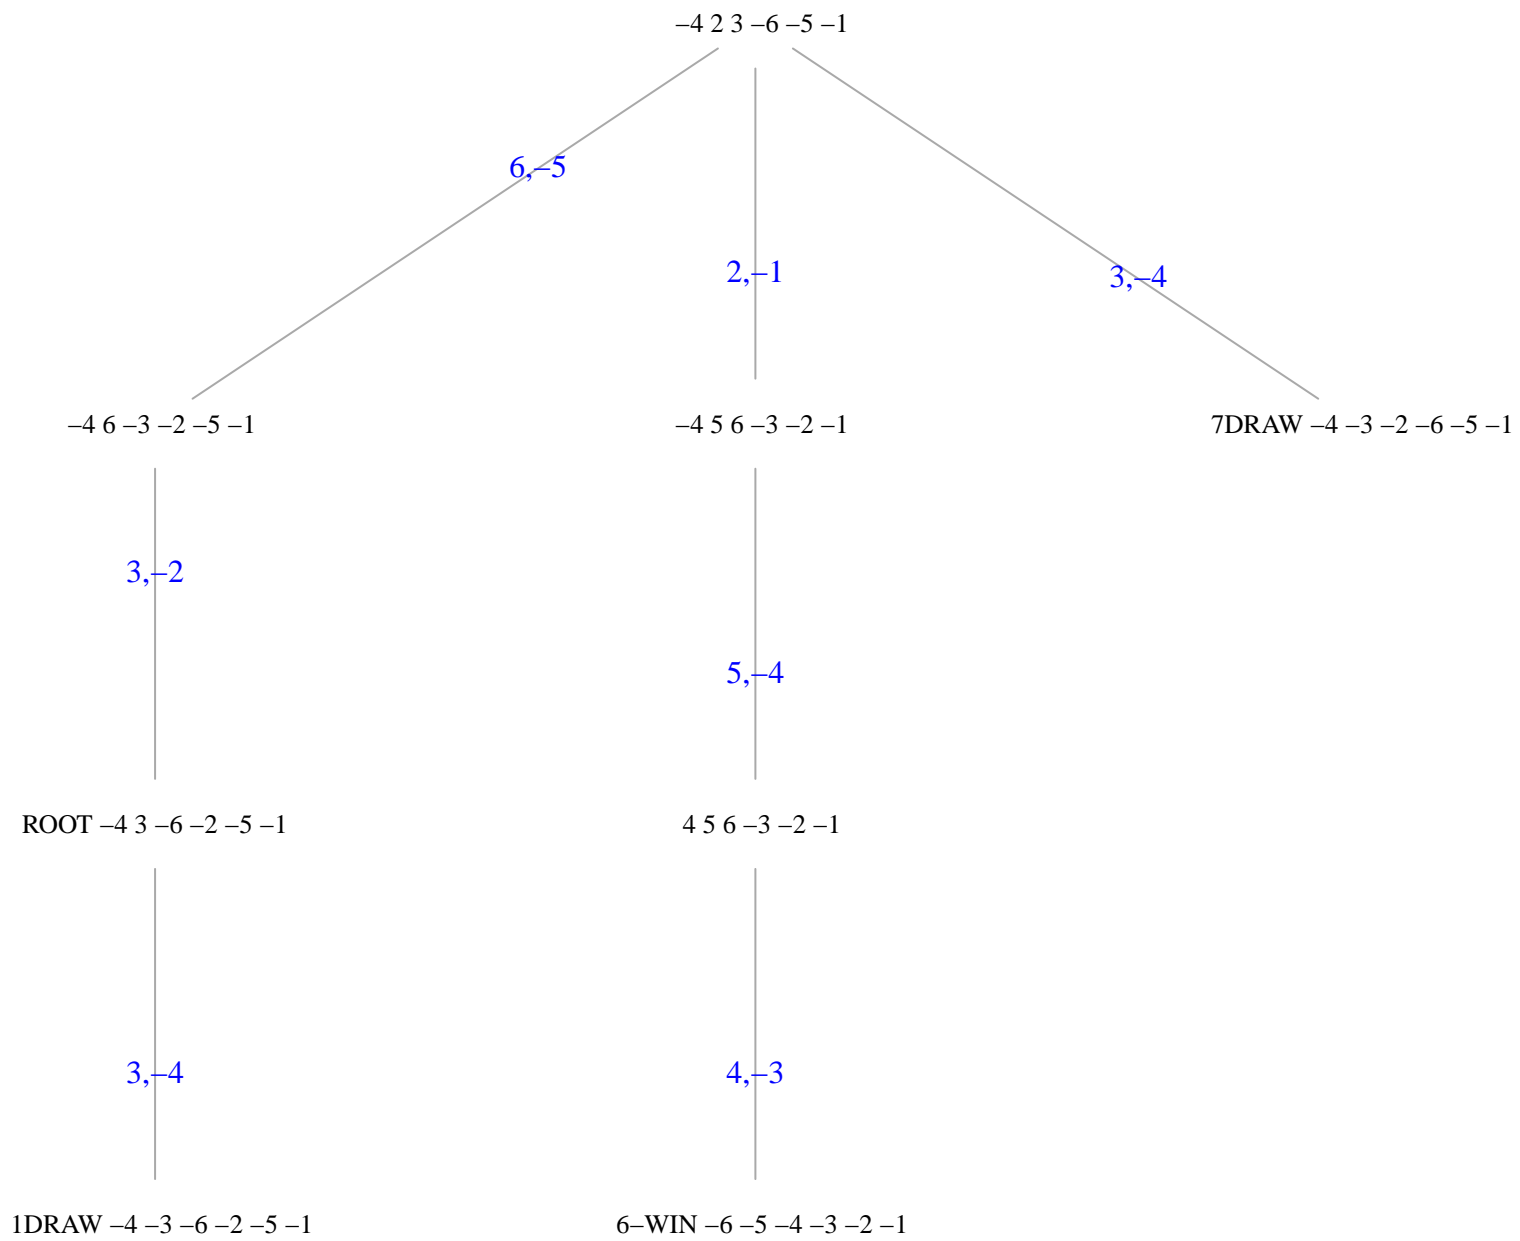 –4 2 3 –6 –5 –1
6,–5
2,–1
3,–4
–4 6 –3 –2 –5 –1
–4 5 6 –3 –2 –1
7DRAW –4 –3 –2 –6 –5 –1
3,–2
5,–4
ROOT –4 3 –6 –2 –5 –1
4 5 6 –3 –2 –1
3,–4
4,–3
1DRAW –4 –3 –6 –2 –5 –1
6–WIN –6 –5 –4 –3 –2 –1